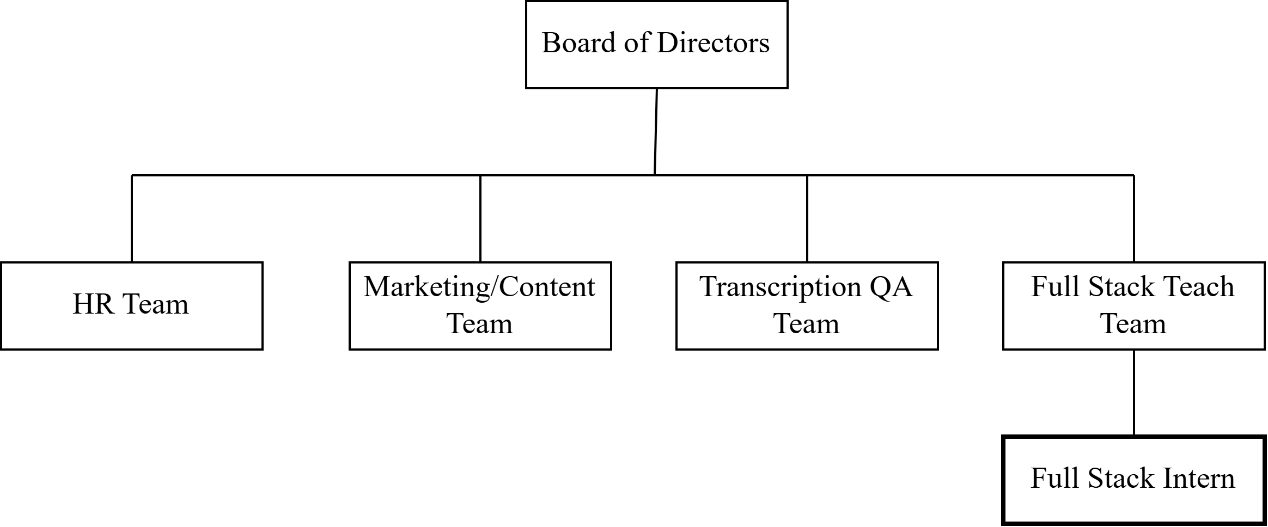 Board of Directors
HR Team
Marketing/Content
Team
Transcription QA
Team
Full Stack Teach
Team
Full Stack Intern